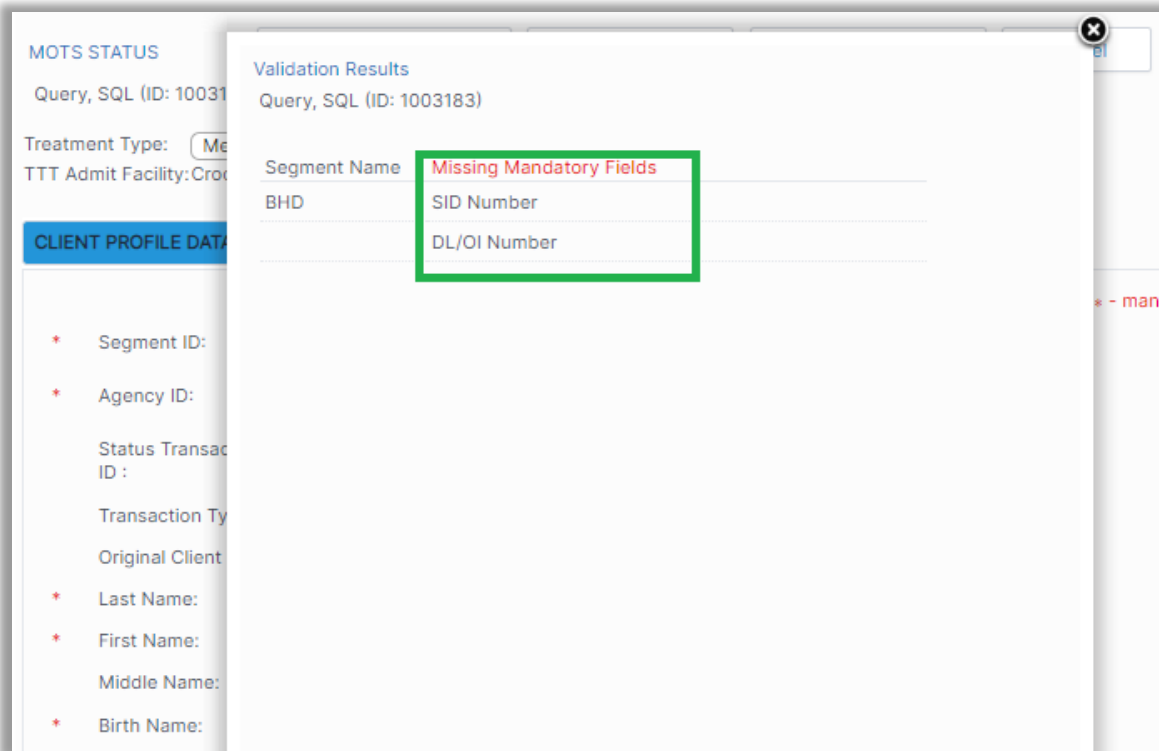 MOTS STATUS
Query, SQL (ID: 10031
Treatment Type: Me
TTT Admit Facility:Croo
CLIENT PROFILE DATA
Validation Results
Query, SQL (ID: 1003183)
Segment Name Missing Mandatory Fields
BHD SID Number
DL/OI Number
* - man
* Segment ID:
* Agency ID:
Status Transac
ID :
Transaction Ty
Original Client
* Last Name:
* First Name:
Middle Name:
* Birth Name: